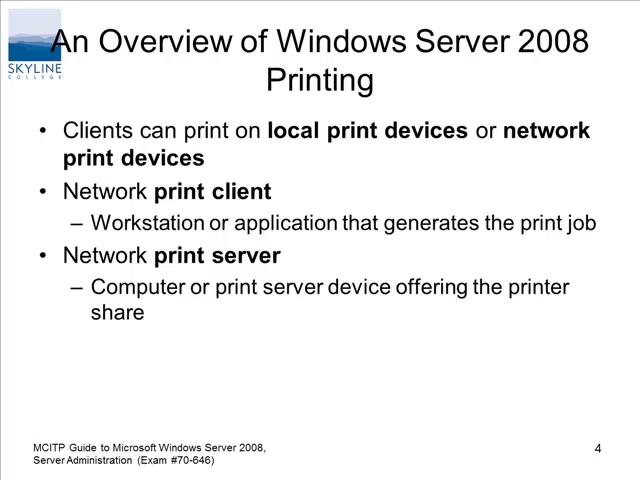 An Overview of Windows Server 2008
Printing
SKYLINE
COLLEGE
• Clients can print on local print devices or network
print devices
• Network print client
– Workstation or application that generates the print job
• Network print server
– Computer or print server device offering the printer
share
MCITP Guide to Microsoft Windows Server 2008,
Server Administration (Exam #70-646)
4